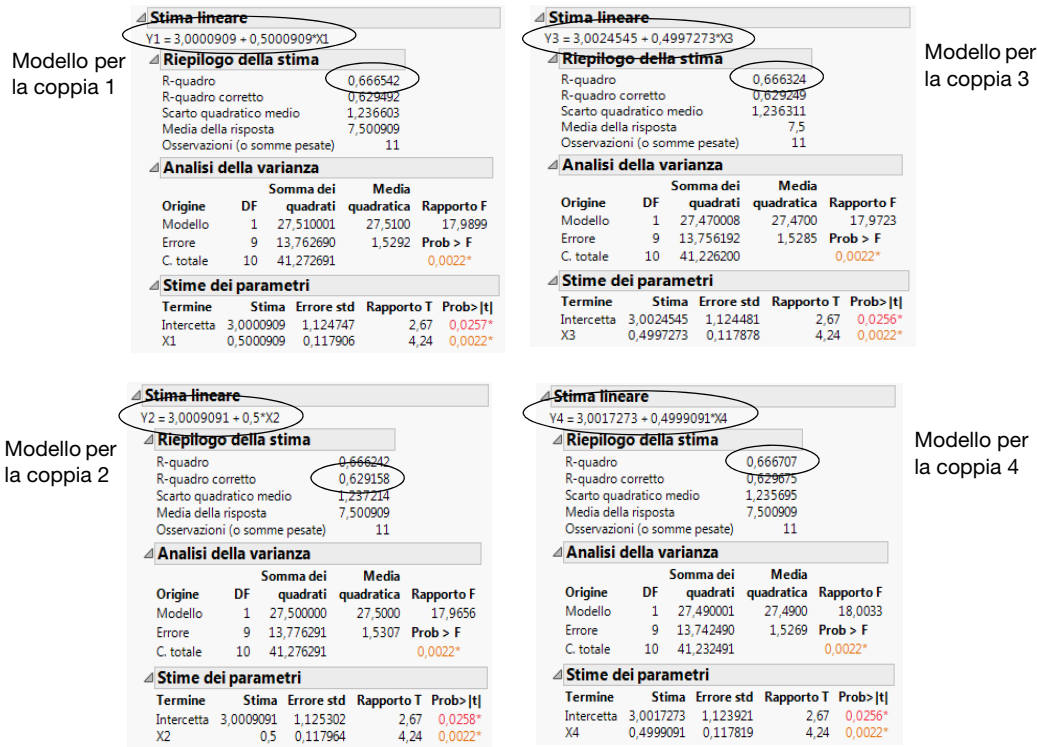 Modello per
la coppia 1
Stima lineare
Y1 = 3,0000909 + 0,5000909*X1
Riepilogo della stima
R-quadro 0,666542
R-quadro corretto 0,629492
Scarto quadratico medio 1,236603
Media della risposta 7,500909
Osservazioni (o somme pesate) 11
Analisi della varianza
Somma dei Media
Origine DF quadrati quadratica Rapporto F
Modello 1 27,510001 27,5100 17,9899
Errore 9 13,762690 1,5292 Prob > F
C. totale 10 41,272691 0,0022*
Stime dei parametri
Termine Stima Errore std Rapporto T Prob>|t|
Intercetta 3,0000909 1,124747 2,67 0,0257*
X1 0,5000909 0,117906 4,24 0,0022*
Modello per
la coppia 3
Stima lineare
Y3 = 3,0024545 + 0,4997273*X3
Riepilogo della stima
R-quadro 0,666324
R-quadro corretto 0,629249
Scarto quadratico medio 1,236311
Media della risposta 7,5
Osservazioni (o somme pesate) 11
Analisi della varianza
Somma dei Media
Origine DF quadrati quadratica Rapporto F
Modello 1 27,470008 27,4700 17,9723
Errore 9 13,756192 1,5285 Prob > F
C. totale 10 41,226200 0,0022*
Stime dei parametri
Termine Stima Errore std Rapporto T Prob>|t|
Intercetta 3,0024545 1,124481 2,67 0,0256*
X3 0,4997273 0,117878 4,24 0,0022*
Modello per
la coppia 2
Stima lineare
Y2 = 3,0009091 + 0,5*X2
Riepilogo della stima
R-quadro 0,666242
R-quadro corretto 0,629158
Scarto quadratico medio 1,237214
Media della risposta 7,500909
Osservazioni (o somme pesate) 11
Analisi della varianza
Somma dei Media
Origine DF quadrati quadratica Rapporto F
Modello 1 27,500000 27,5000 17,9656
Errore 9 13,776291 1,5307 Prob > F
C. totale 10 41,276291 0,0022*
Stime dei parametri
Termine Stima Errore std Rapporto T Prob>|t|
Intercetta 3,0009091 1,125302 2,67 0,0258*
X2 0,5 0,117964 4,24 0,0022*
Modello per
la coppia 4
Stima lineare
Y4 = 3,0017273 + 0,4999091*X4
Riepilogo della stima
R-quadro 0,666707
R-quadro corretto 0,629675
Scarto quadratico medio 1,235695
Media della risposta 7,500909
Osservazioni (o somme pesate) 11
Analisi della varianza
Somma dei Media
Origine DF quadrati quadratica Rapporto F
Modello 1 27,490001 27,4900 18,0033
Errore 9 13,742490 1,5269 Prob > F
C. totale 10 41,232491 0,0022*
Stime dei parametri
Termine Stima Errore std Rapporto T Prob>|t|
Intercetta 3,0017273 1,123921 2,67 0,0256*
X4 0,4999091 0,117819 4,24 0,0022*